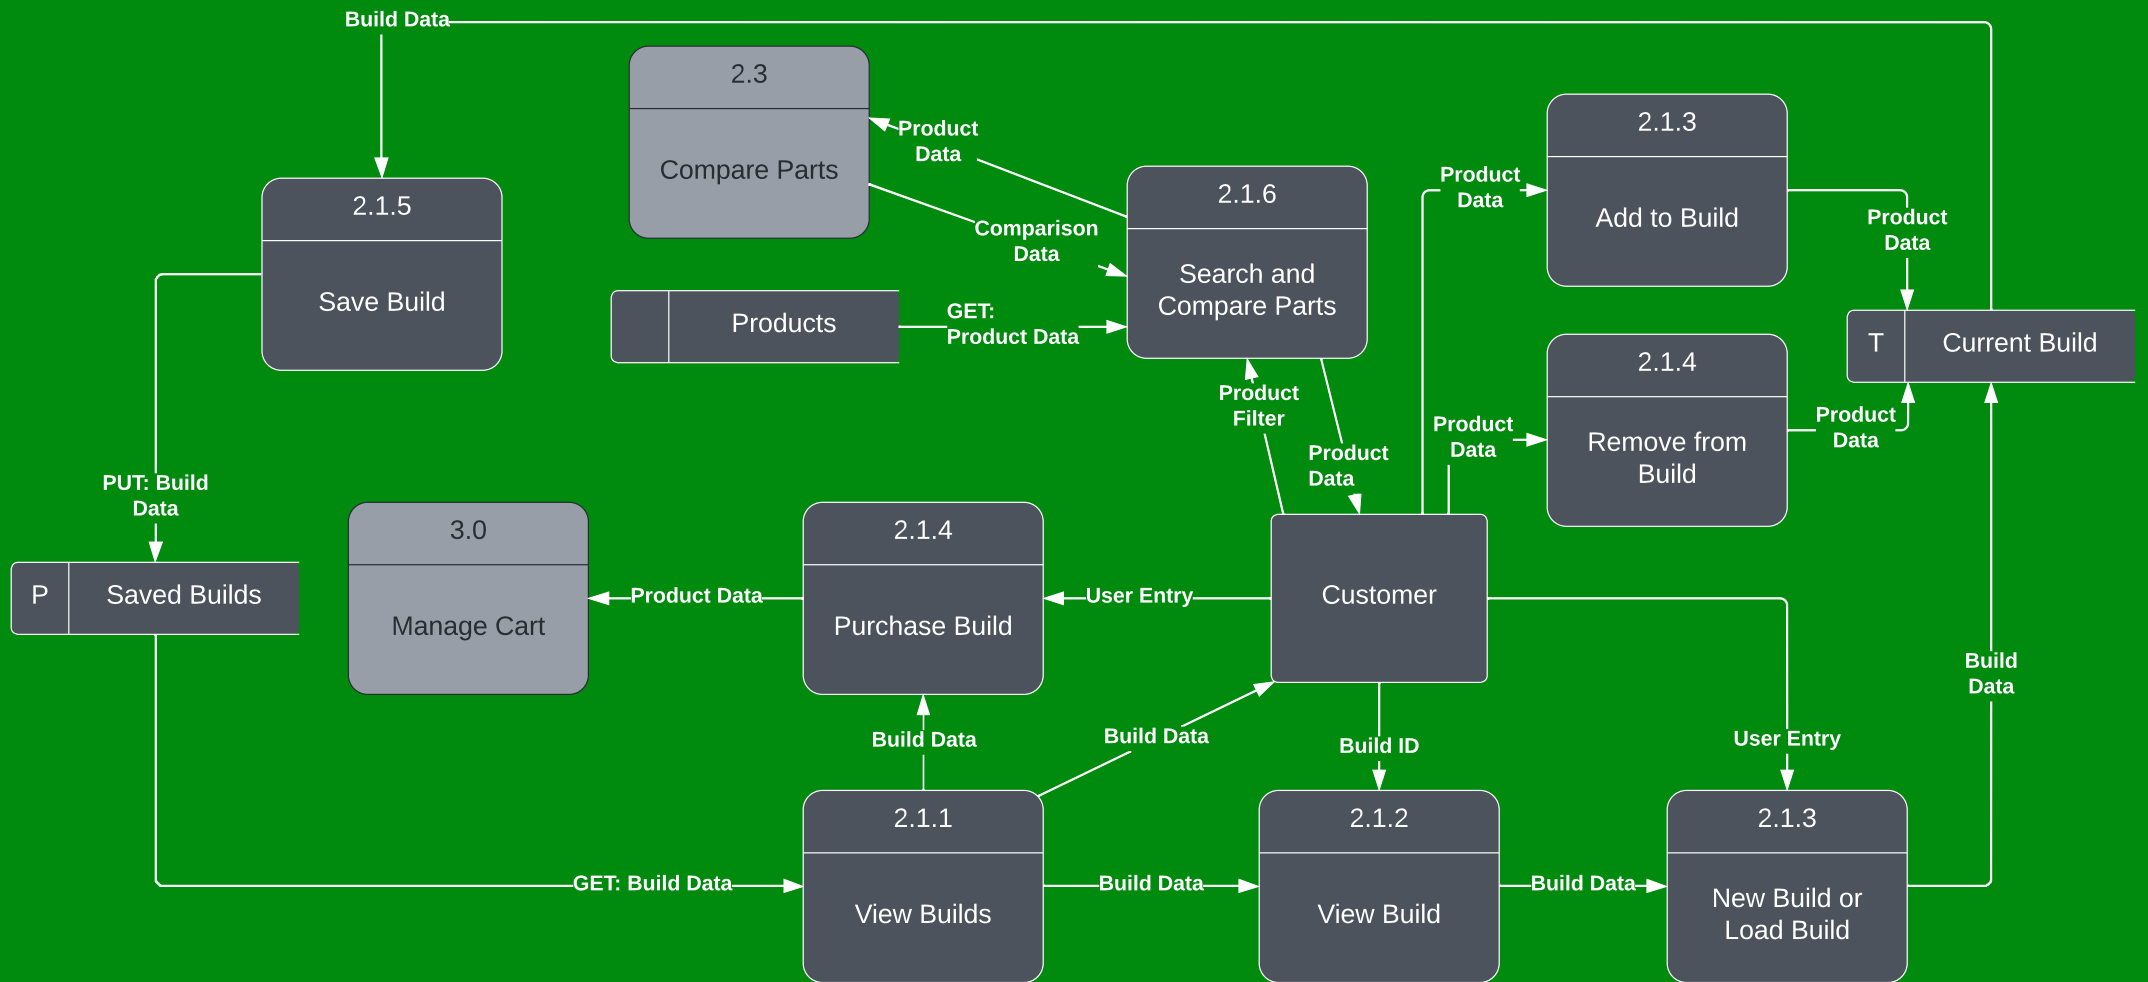 Build Data
2.3
Compare Parts
Product
Data
Comparison
Data
2.1.6
Search and
Compare Parts
2.1.3
Add to Build
Product
Data
Product
Data
2.1.5
Save Build
Products
GET:
Product Data
T
Current Build
2.1.4
Remove from
Build
Product
Data
Product
Data
Product
Filter
Product
Data
PUT: Build
Data
P
Saved Builds
3.0
Manage Cart
Product Data
2.1.4
Purchase Build
User Entry
Customer
Build
Data
Build Data
Build Data
Build ID
User Entry
GET: Build Data
2.1.1
View Builds
Build Data
2.1.2
View Build
Build Data
2.1.3
New Build or
Load Build